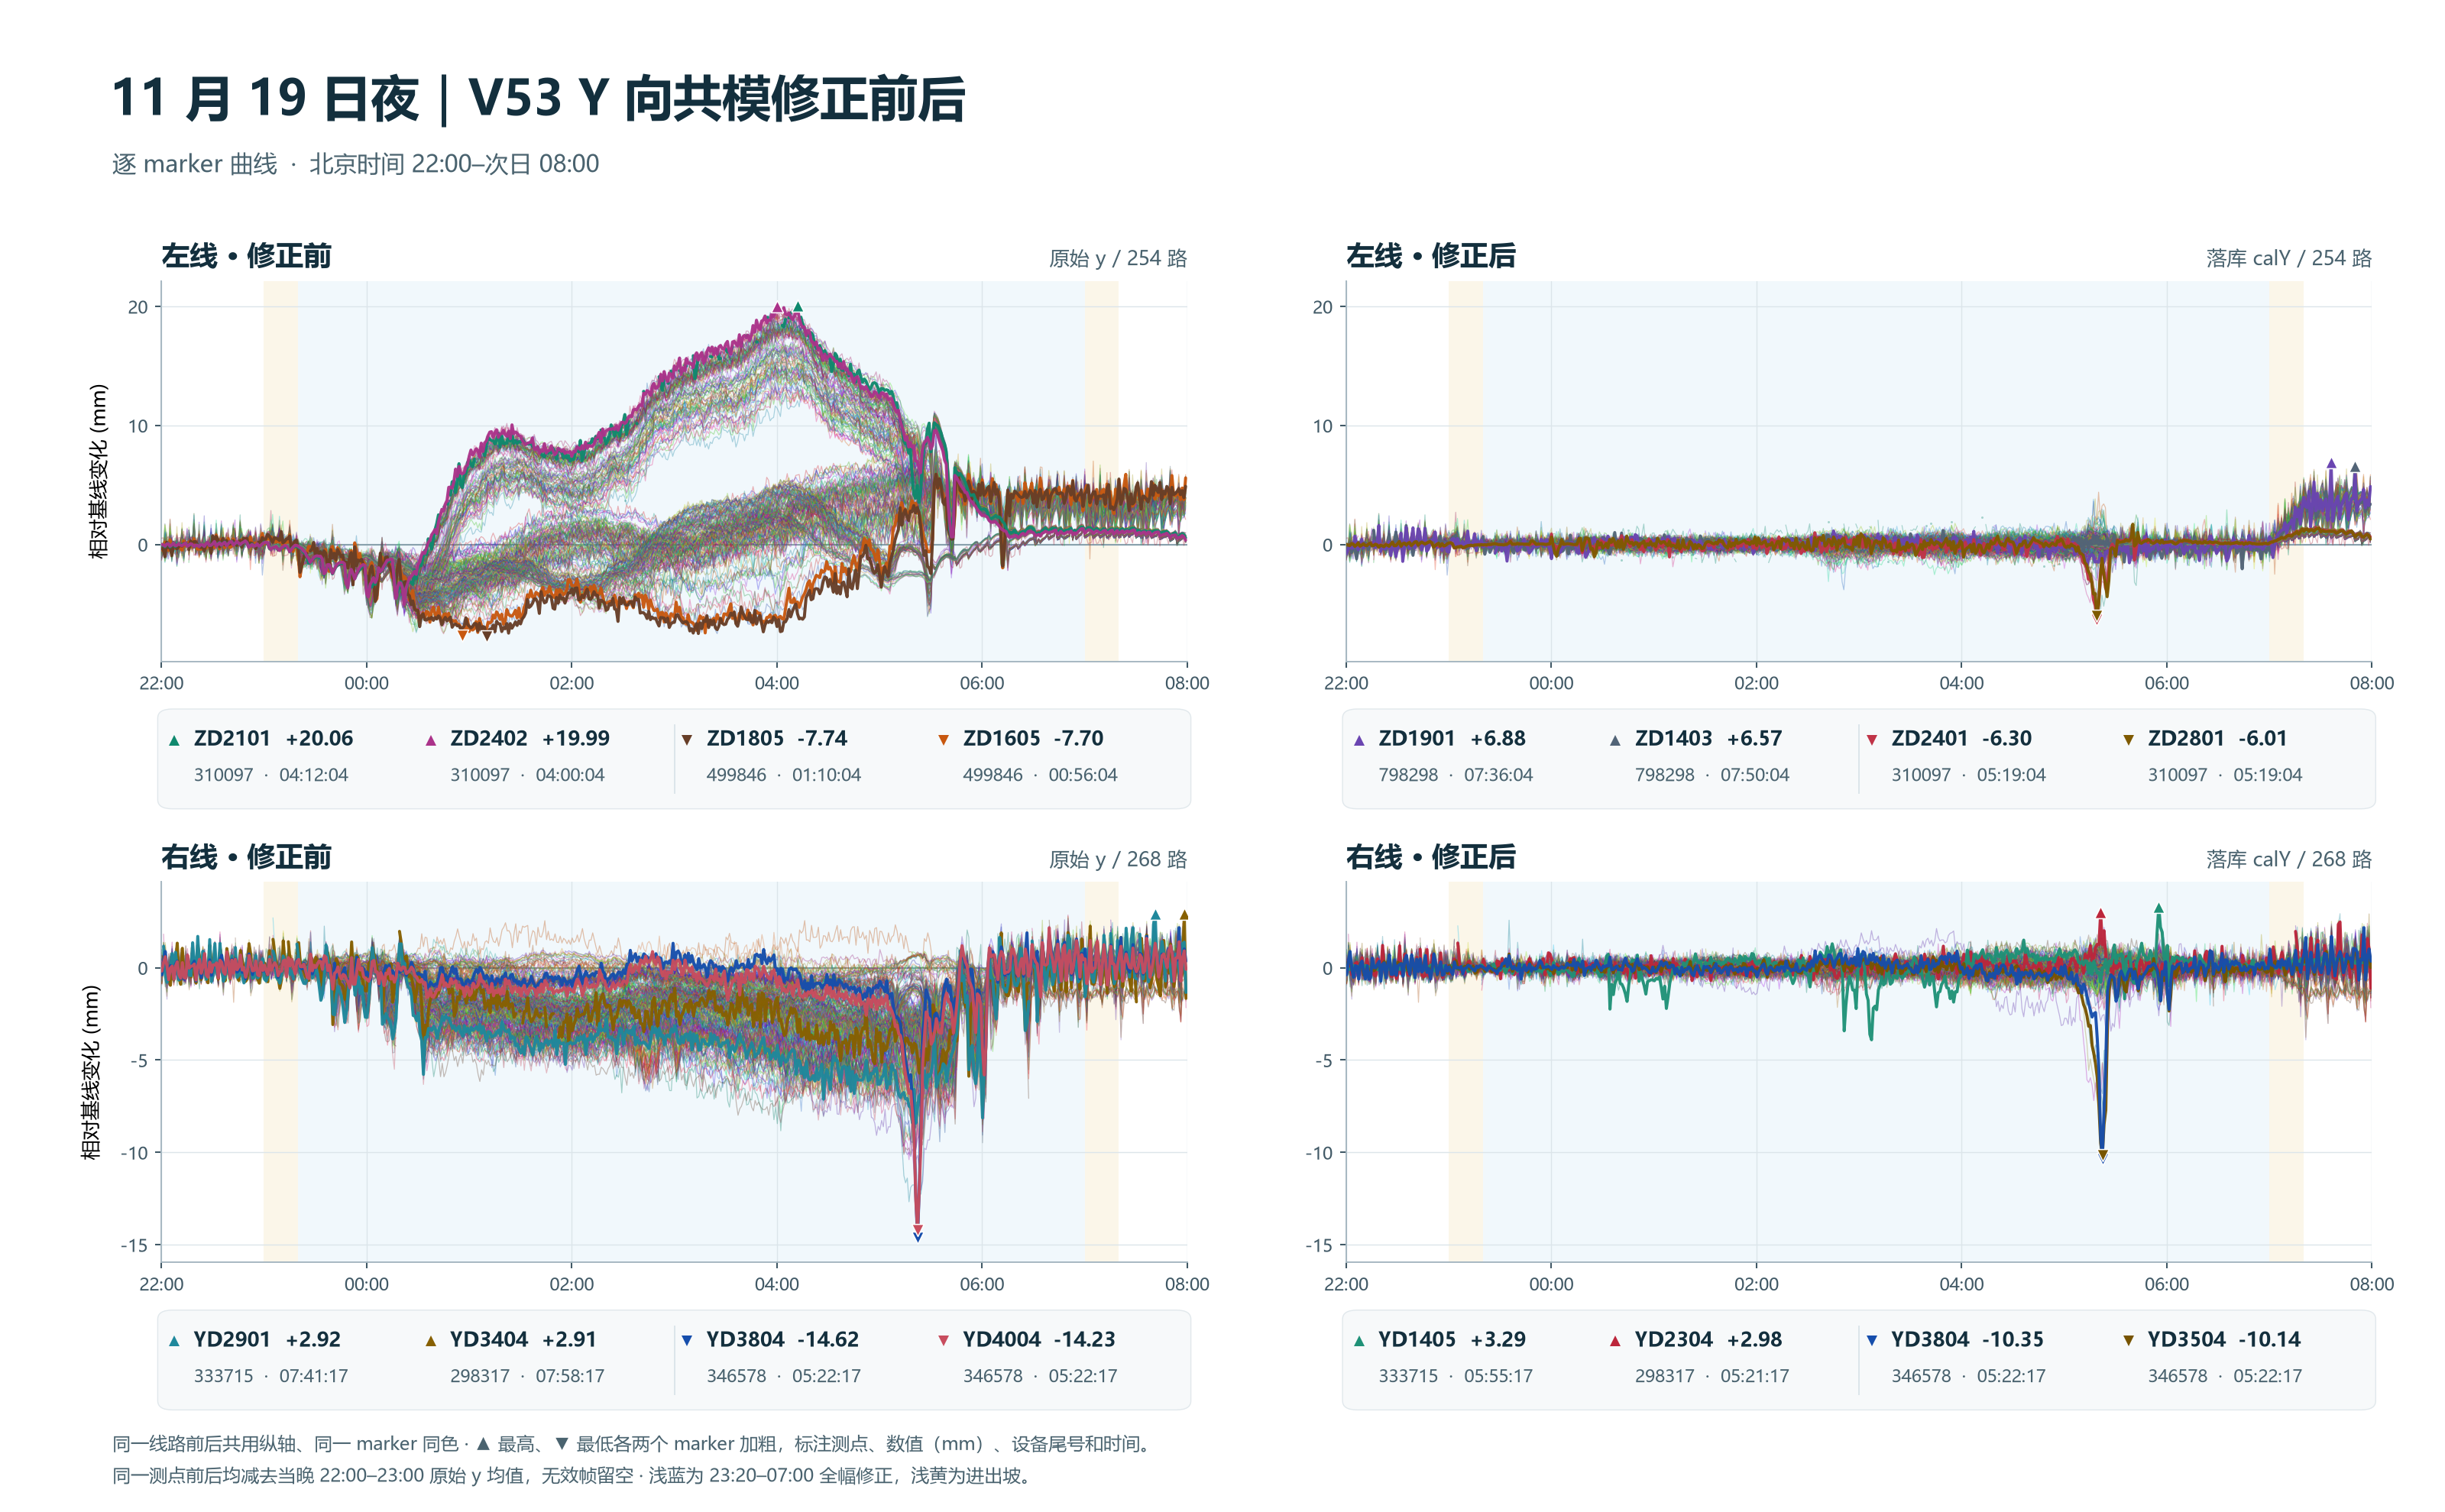 11 月 19 日夜 | V53 Y 向共模修正前后
逐 marker 曲线 · 北京时间 22:00–次日 08:00
左线 • 修正前
原始 y / 254 路
相对基线变化 (mm)
20
10
0
22:00 00:00 02:00 04:00 06:00 08:00
▲ ZD2101 +20.06 ▲ ZD2402 +19.99 ▼ ZD1805 -7.74 ▼ ZD1605 -7.70
310097 · 04:12:04 310097 · 04:00:04 499846 · 01:10:04 499846 · 00:56:04
左线 • 修正后
落库 calY / 254 路
20
10
0
22:00 00:00 02:00 04:00 06:00 08:00
▲ ZD1901 +6.88 ▲ ZD1403 +6.57 ▼ ZD2401 -6.30 ▼ ZD2801 -6.01
798298 · 07:36:04 798298 · 07:50:04 310097 · 05:19:04 310097 · 05:19:04
右线 • 修正前
原始 y / 268 路
相对基线变化 (mm)
0
-5
-10
-15
22:00 00:00 02:00 04:00 06:00 08:00
▲ YD2901 +2.92 ▲ YD3404 +2.91 ▼ YD3804 -14.62 ▼ YD4004 -14.23
333715 · 07:41:17 298317 · 07:58:17 346578 · 05:22:17 346578 · 05:22:17
右线 • 修正后
落库 calY / 268 路
0
-5
-10
-15
22:00 00:00 02:00 04:00 06:00 08:00
▲ YD1405 +3.29 ▲ YD2304 +2.98 ▼ YD3804 -10.35 ▼ YD3504 -10.14
333715 · 05:55:17 298317 · 05:21:17 346578 · 05:22:17 346578 · 05:22:17
同一线路前后共用纵轴、同一 marker 同色 · ▲ 最高、▼ 最低各两个 marker 加粗，标注测点、数值（mm）、设备尾号和时间。
同一测点前后均减去当晚 22:00–23:00 原始 y 均值，无效帧留空 · 浅蓝为 23:20–07:00 全幅修正，浅黄为进出坡。